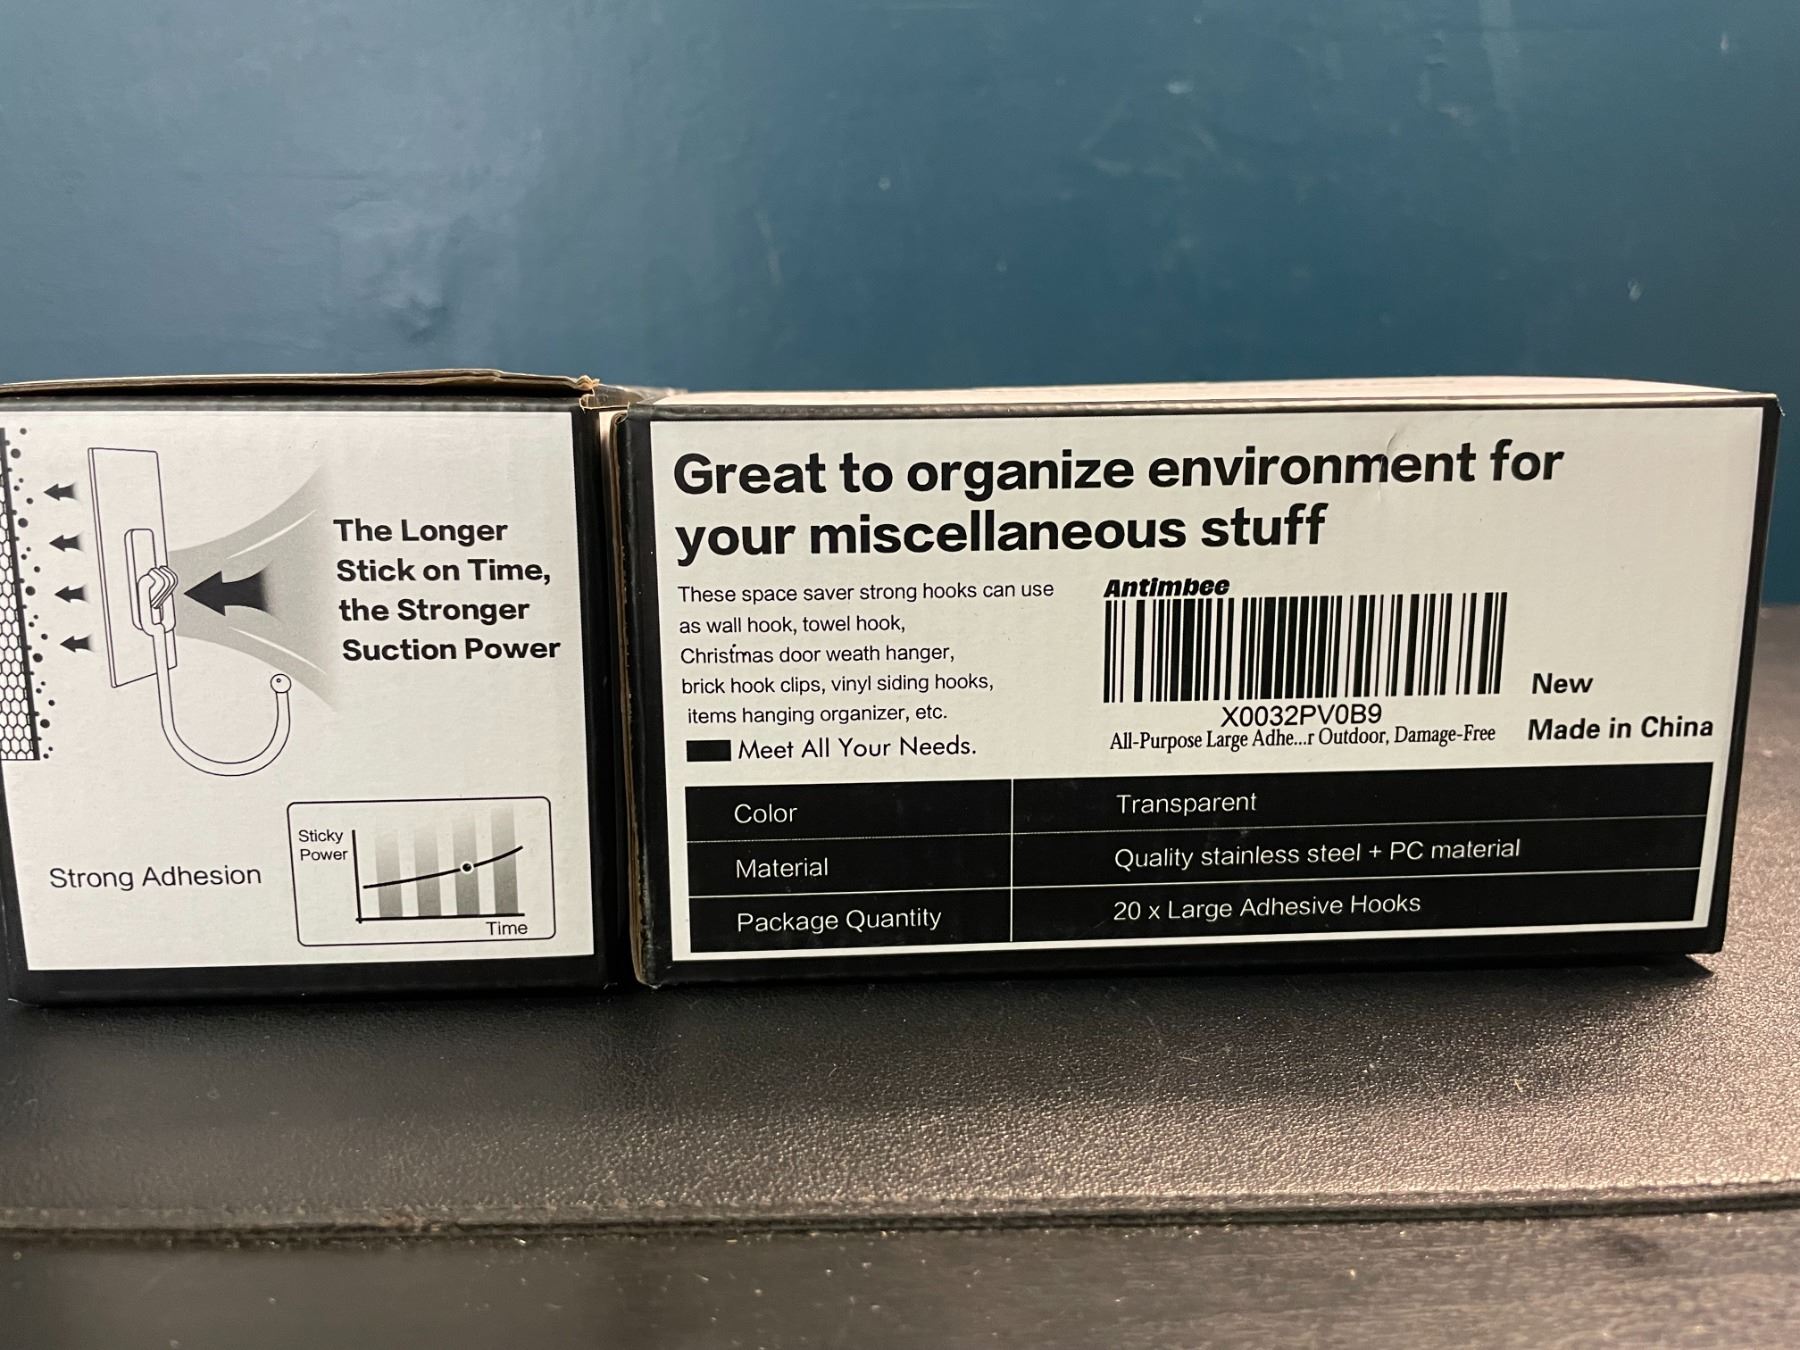 The Longer
Stick on Time,
the Stronger
Suction Power
Strong Adhesion
Sticky
Power
Time
Great to organize environment for
your miscellaneous stuff
These space saver strong hooks can use
as wall hook, towel hook,
Christmas door weath hanger,
brick hook clips, vinyl siding hooks,
items hanging organizer, etc.
Meet All Your Needs.
Antimbee
X0032PV0B9
All-Purpose Large Adhe...r Outdoor, Damage-Free
New
Made in China
Color Transparent
Material Quality stainless steel + PC material
Package Quantity 20 x Large Adhesive Hooks